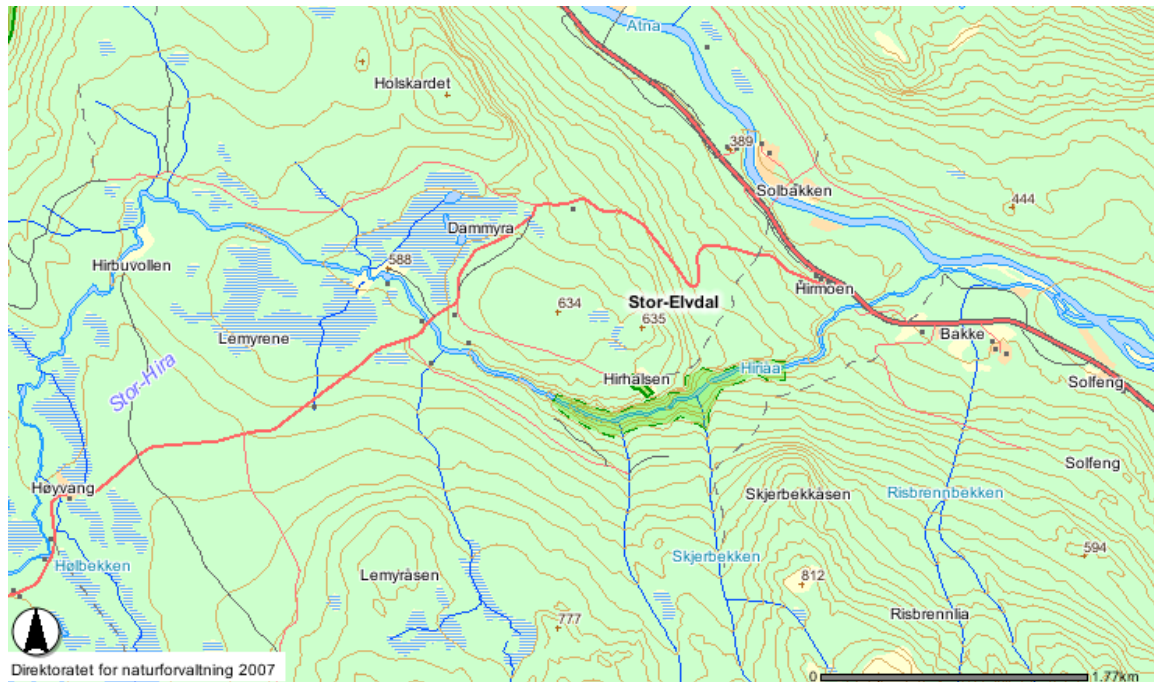 Atna
Holskardet
389
Solbakken
444
Dammyra
Hirbuvollen
588
Stor-Elvdal
Hirmoen
634
635
Lemyrene
Bakke
Stor-Hira
Hirhalsen
Hiråa
Solfeng
Solfeng
Høyvang
Skjerbekkåsen
Risbrennbekken
Hølbekken
Skjerbekken
594
Lemyråsen
812
777
Risbrennlia
Direktoratet for naturforvaltning 2007
0 1.77km